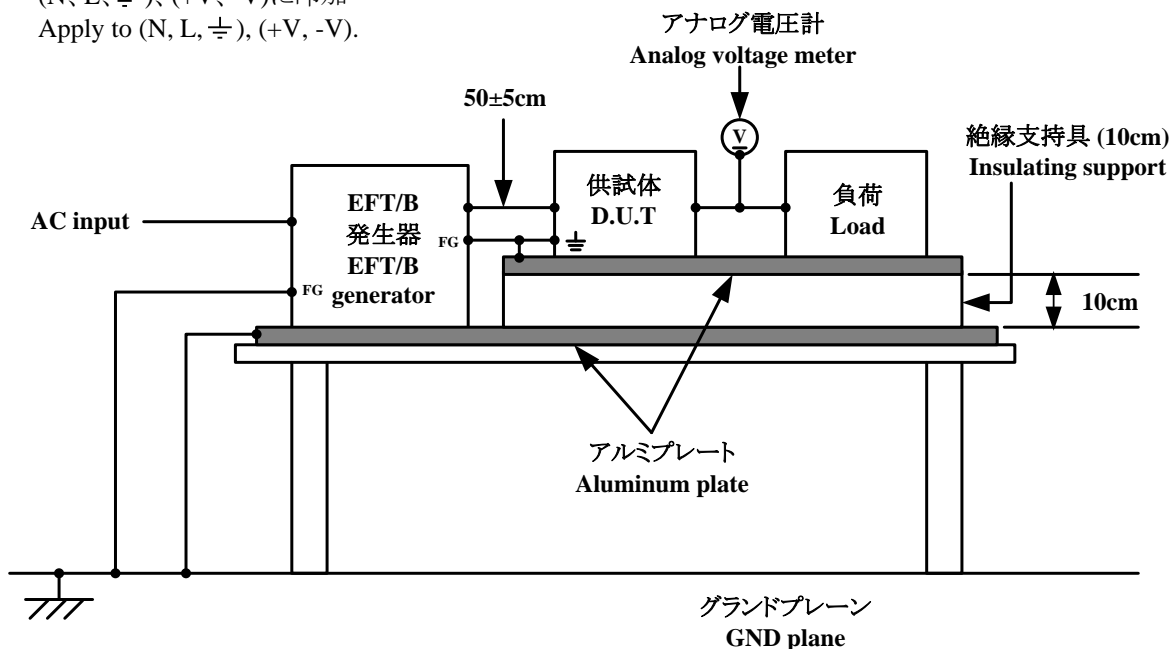 Apply to (N, L, ⏚), (+V, -V).
アナログ電圧計
Analog voltage meter
50±5cm
絶縁支持具 (10cm)
Insulating support
AC input
EFT/B
発生器
EFT/B
generator
FG
FG
供試体
D.U.T
V
負荷
Load
10cm
アルミプレート
Aluminum plate
グランドプレーン
GND plane